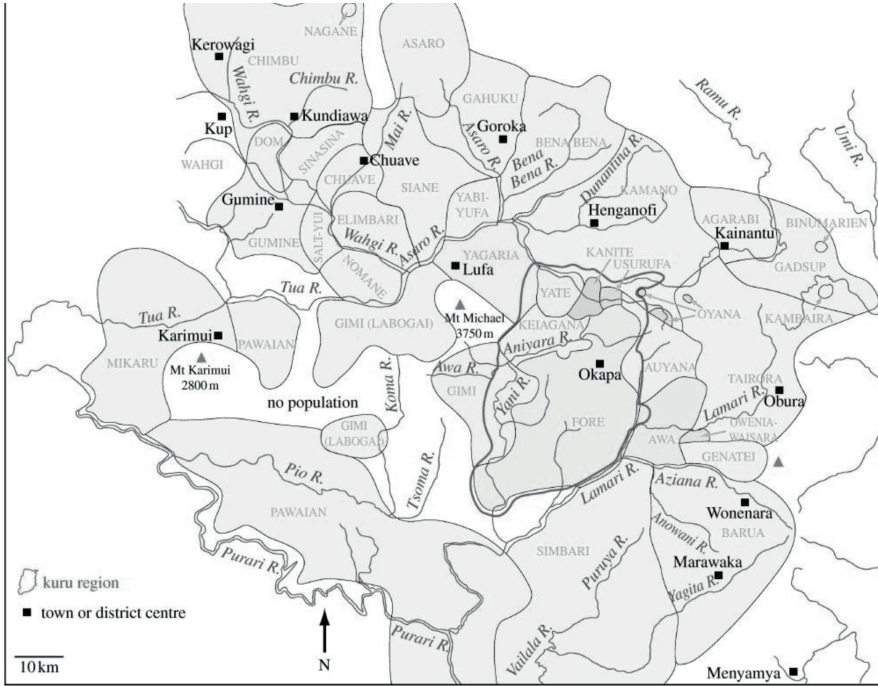 NAGANE
Kerowagi
CHIMBU
ASARO
Wahgi R.
Chimbu R.
Ramu R.
GAHUKU
Kup
Kundiawa
Mai R.
Goroka
Umi R.
DOM
SINASINA
Asaro R.
BENA BENA
WAHGI
Chuave
Bena
Bena R.
Dunantina R.
CHUAVE
SIANE
KAMANO
Gumine
YABI-
YUFA
Henganofi
AGARABI
BINUMARIEN
ELIMBARI
Kainantu
GUMINE
SALT-YUI
Wahgi R.
Asaro R.
YAGARIA
KANITE
USURUFA
GADSUP
Lufa
NOMANE
Tua R.
YATE
Tua R.
Mt Michael
3750 m
OYANA
KAMBAIRA
GIMI (LABOGAI)
KEIAGANA
Karimui
PAWAIAN
Aniyara R.
MIKARU
Mt Karimui
2800 m
Awa R.
Okapa
AUYANA
TAIRORA
Koma R.
GIMI
Yani R.
Obura
no population
Lamari R.
FORE
OWENIA-
WAISARA
GIMI
(LABOGAI)
AWA
GENATEI
Pio R.
Tsoma R.
Lamari R.
Aziana R.
PAWAIAN
Wonenara
Anowani R.
BARUA
SIMBARI
Puruya R.
Purari R.
Marawaka
kuru region
Yagita R.
town or district centre
Purari R.
Vailala R.
10 km
N
Menyamya